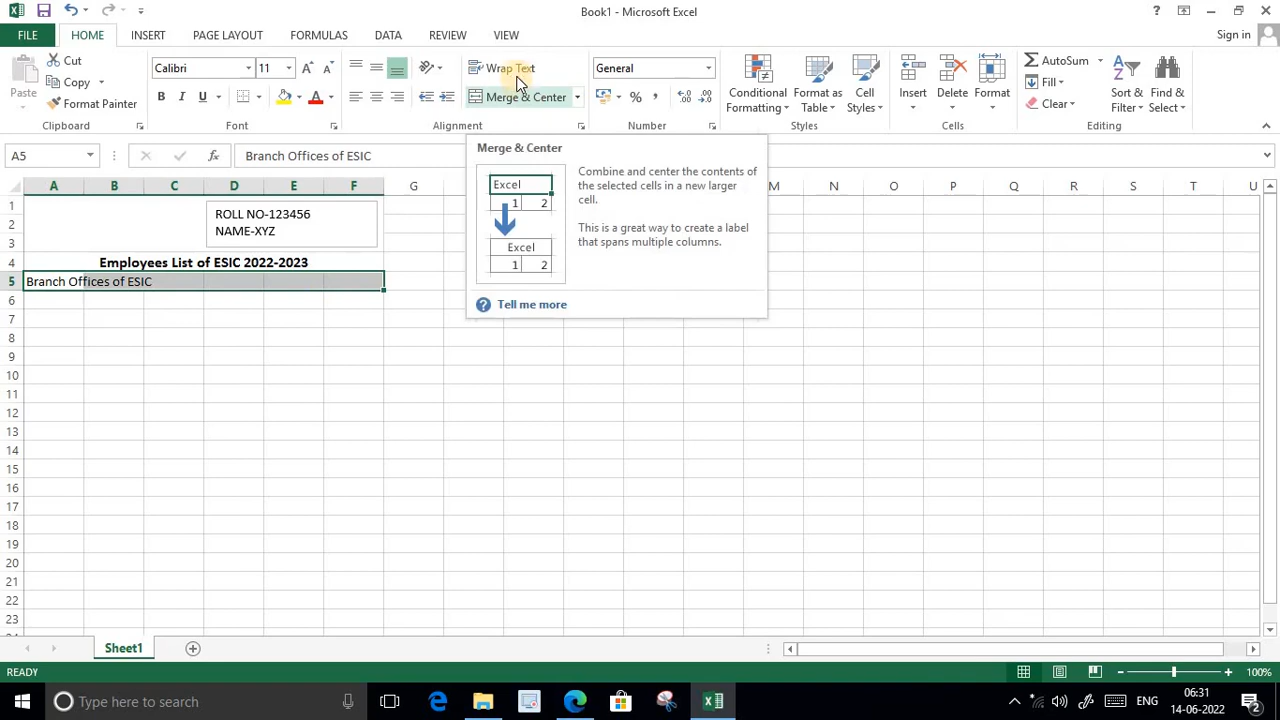 Book1 - Microsoft Excel
?
FILE
HOME
INSERT
PAGE LAYOUT
FORMULAS
DATA
REVIEW
VIEW
Sign in
Paste
Cut
Copy
Format Painter
Clipboard
Calibri
11
B I U
A
Font
Wrap Text
Merge & Center
Alignment
General
%
,
Number
Conditional Formatting
Format as Table
Cell Styles
Styles
Insert
Delete
Format
Cells
AutoSum
Fill
Clear
Sort & Filter
Find & Select
Editing
A5
fx
Branch Offices of ESIC
Merge & Center
Excel
1 2
Excel
1 2
Combine and center the contents of
the selected cells in a new larger
cell.
This is a great way to create a label
that spans multiple columns.
? Tell me more
A B C D E F G M N O P Q R S T U
1
2
3
4
5
6
7
8
9
10
11
12
13
14
15
16
17
18
19
20
21
22
23
ROLL NO-123456
NAME-XYZ
Employees List of ESIC 2022-2023
Branch Offices of ESIC
Sheet1
READY
100%
Type here to search
ENG
06:31
14-06-2022
2